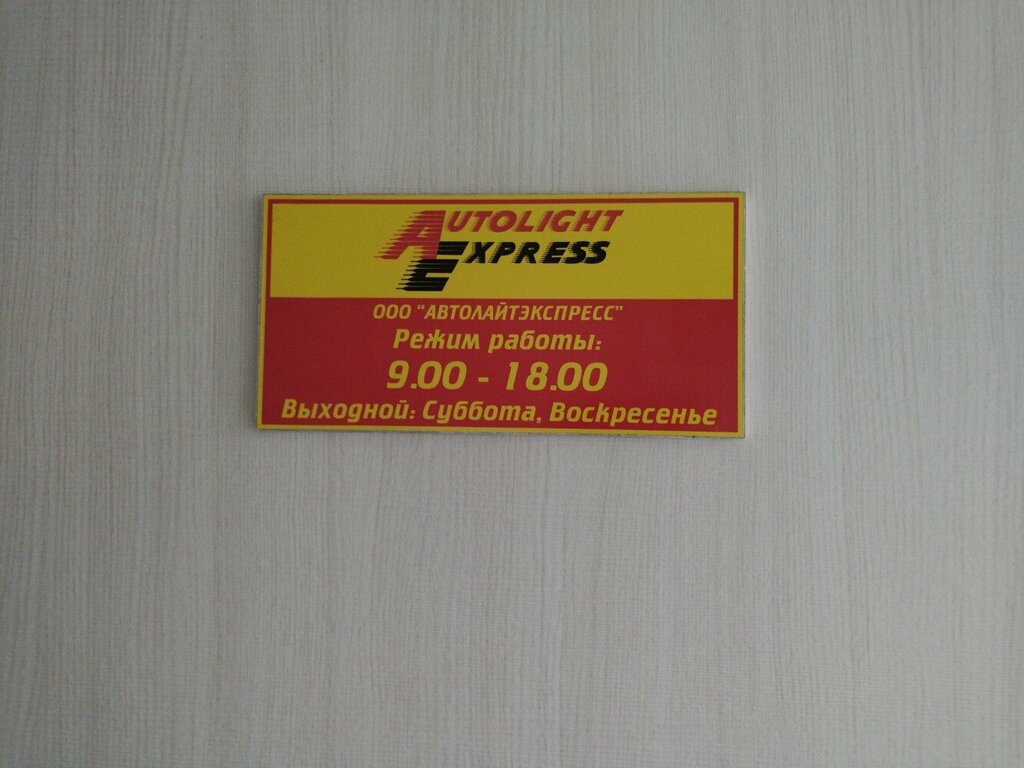 AUTOLIGHT
EXPRESS
ООО "АВТОЛАЙТЭКСПРЕСС"
Режим работы:
9.00 - 18.00
Выходной: Суббота, Воскресенье